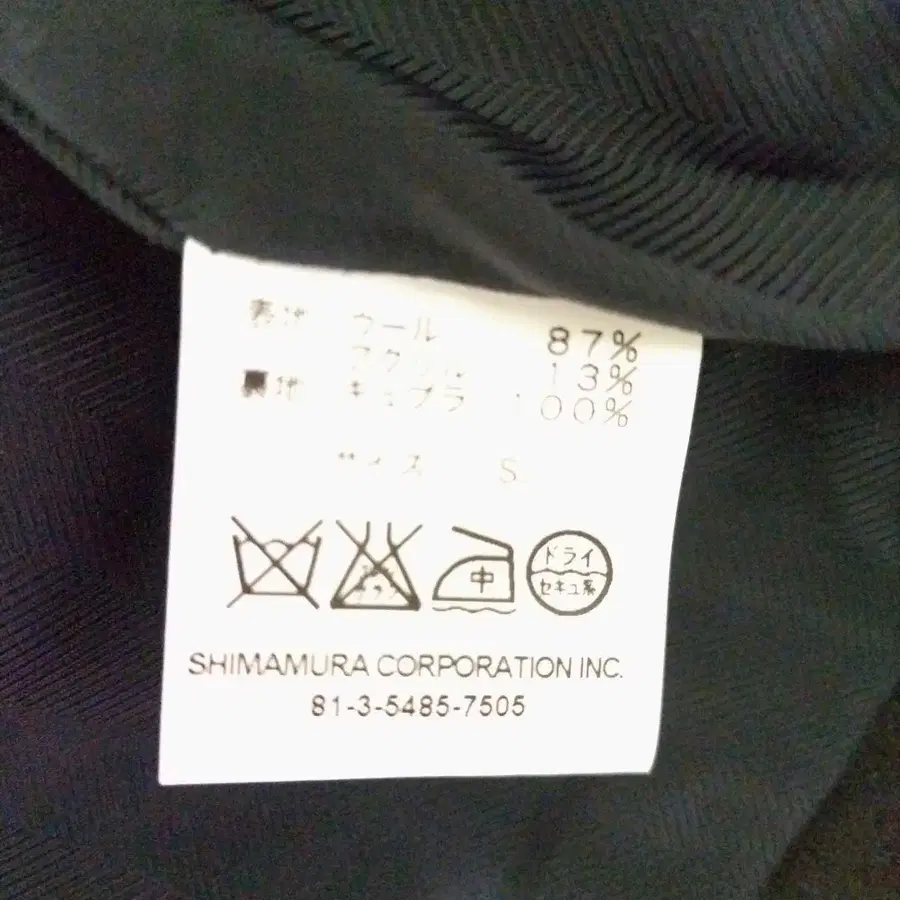 表地 ウール 87%
アクリル 13%
裏地 キュプラ 100%
サイズ S
中
ドライ
セキユ系
SHIMAMURA CORPORATION INC.
81-3-5485-7505